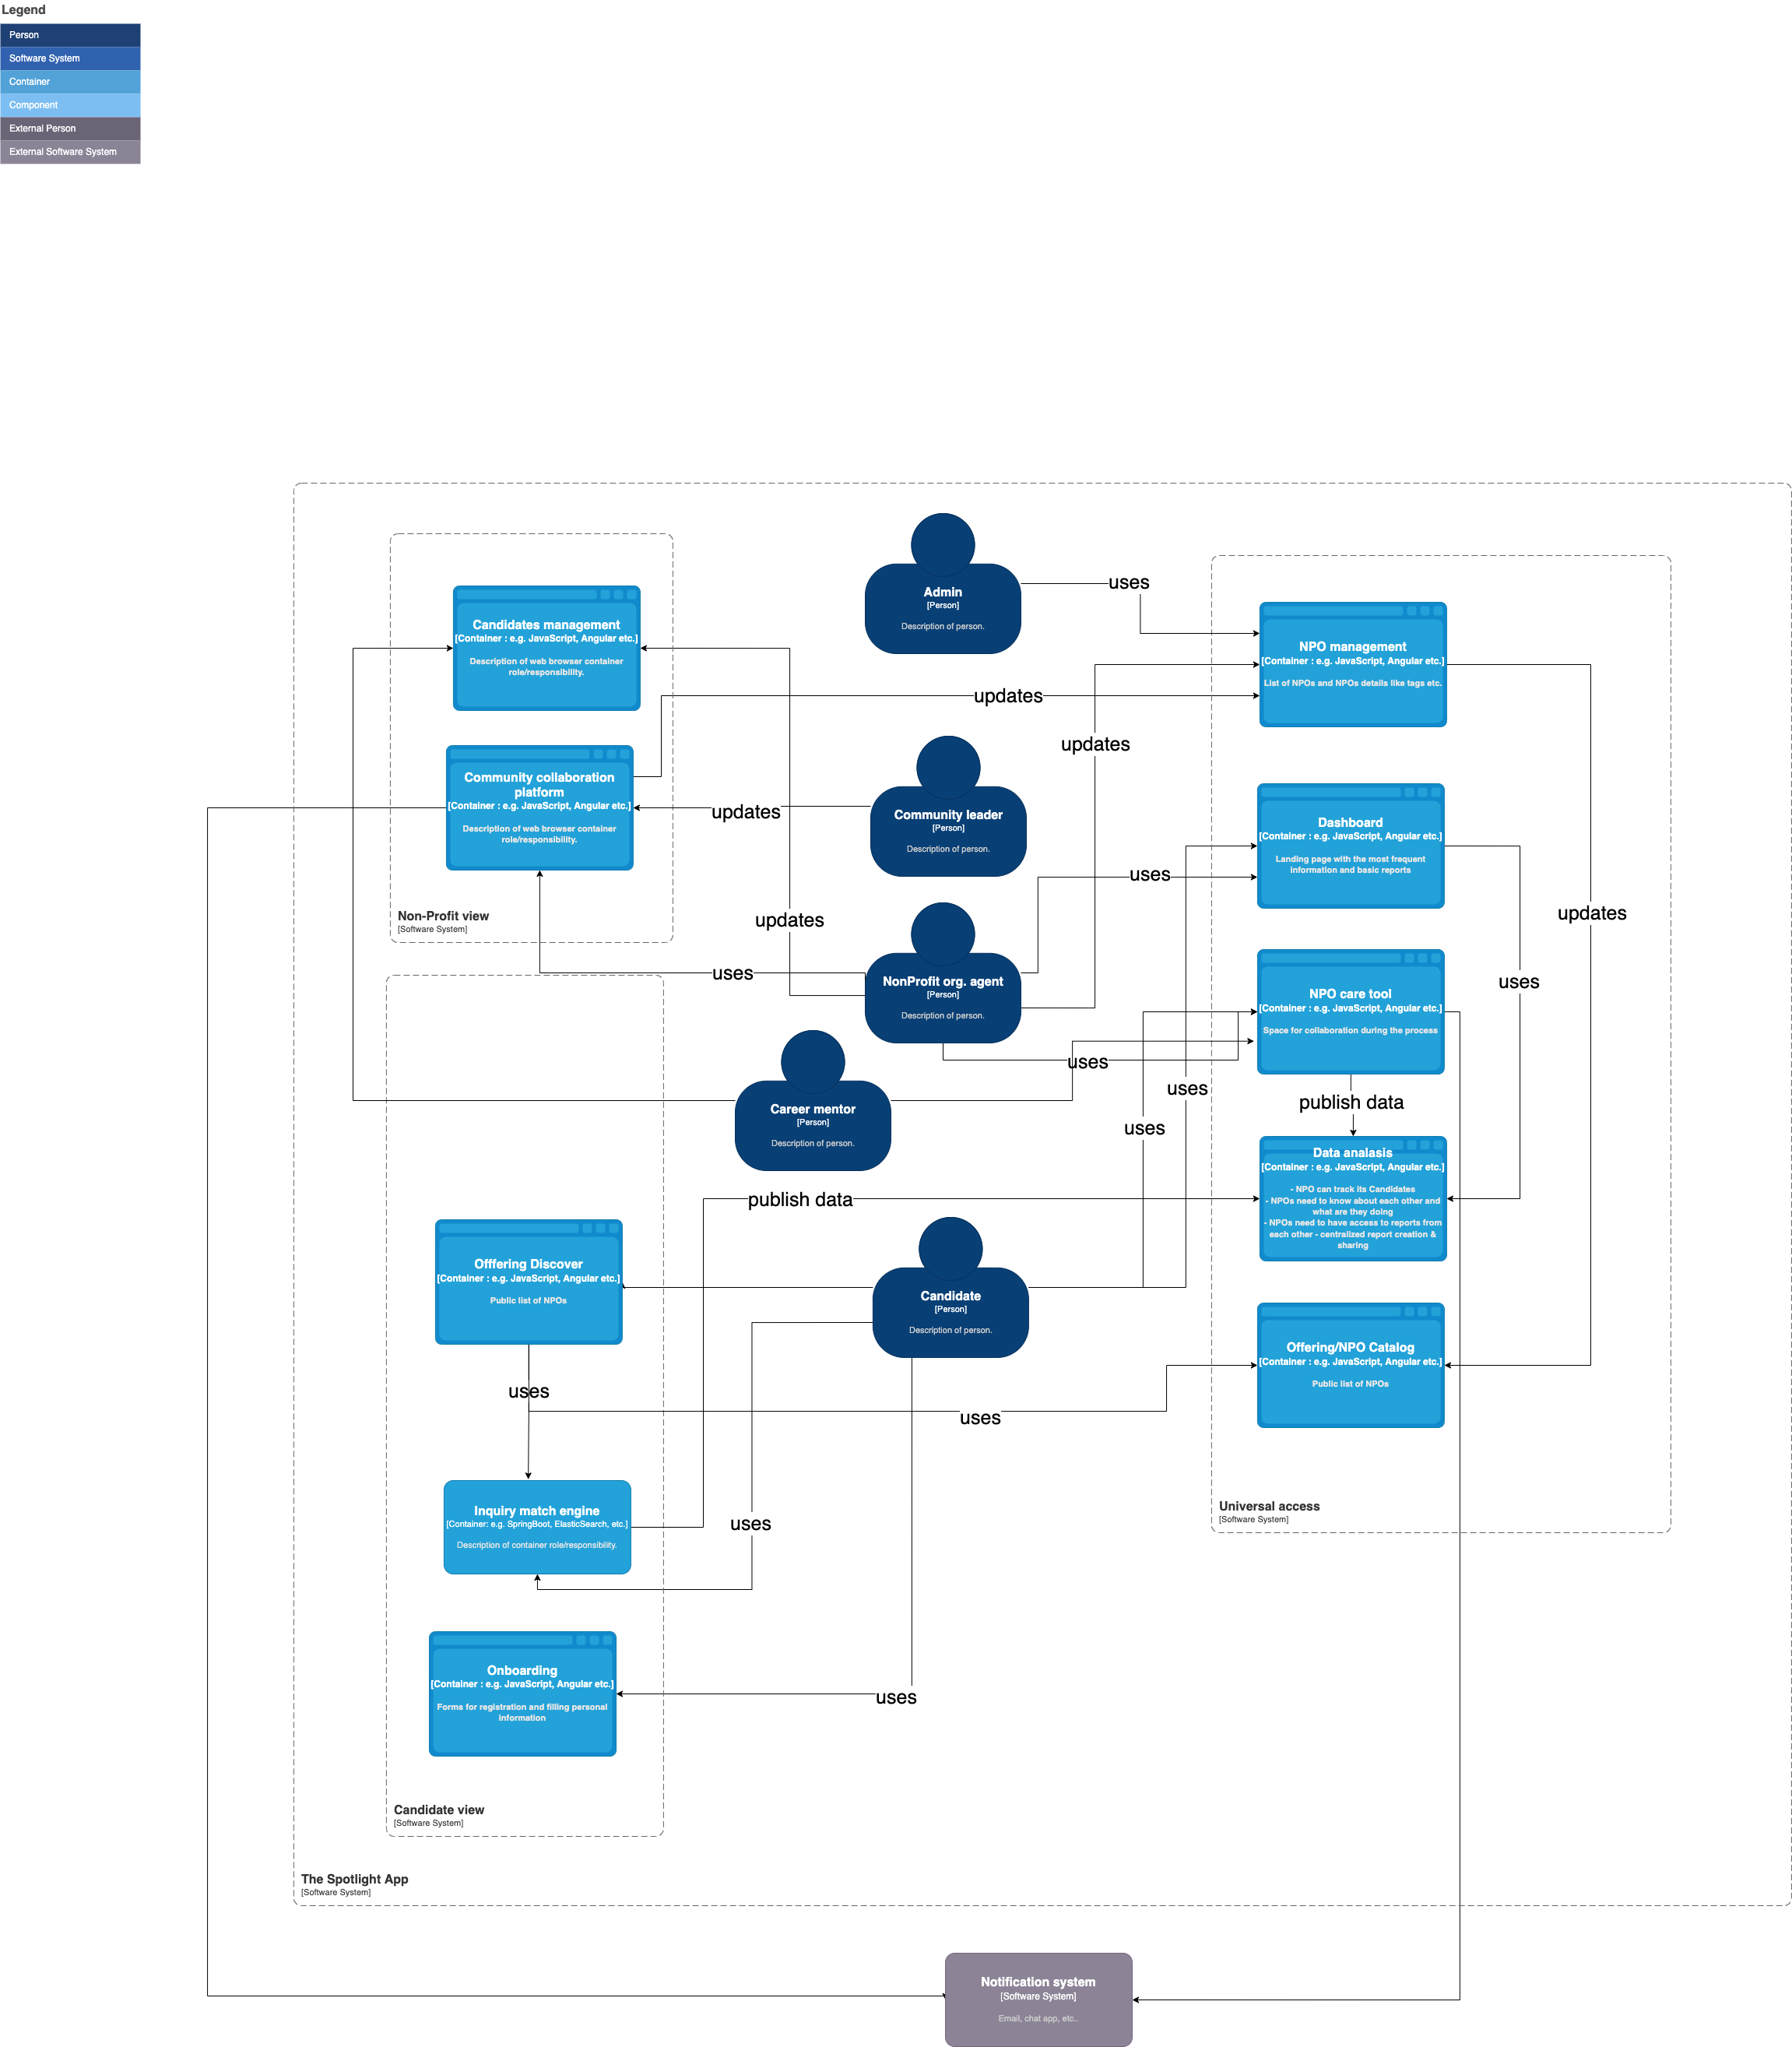 Legend
Person
Software System
Container
Component
External Person
External Software System
Admin
[Person]
Description of person.
uses
Candidates management
[Container : e.g. JavaScript, Angular etc.]
Description of web browser container
role/responsibility.
NPO management
[Container : e.g. JavaScript, Angular etc.]
List of NPOs and NPOs details like tags etc.
updates
updates
Community collaboration
platform
[Container : e.g. JavaScript, Angular etc.]
Description of web browser container
role/responsibility.
updates
Community leader
[Person]
Description of person.
Dashboard
[Container : e.g. JavaScript, Angular etc.]
Landing page with the most frequent
information and basic reports
uses
Non-Profit view
[Software System]
updates
updates
uses
NonProfit org. agent
[Person]
Description of person.
uses
NPO care tool
[Container : e.g. JavaScript, Angular etc.]
Space for collaboration during the process
uses
uses
publish data
Career mentor
[Person]
Description of person.
uses
Data analasis
[Container : e.g. JavaScript, Angular etc.]
- NPO can track its Candidates
- NPOs need to know about each other and
what are they doing
- NPOs need to have access to reports from
each other - centralized report creation &
sharing
publish data
Offfering Discover
[Container : e.g. JavaScript, Angular etc.]
Public list of NPOs
Candidate
[Person]
Description of person.
Offering/NPO Catalog
[Container : e.g. JavaScript, Angular etc.]
Public list of NPOs
uses
uses
Inquiry match engine
[Container: e.g. SpringBoot, ElasticSearch, etc.]
Description of container role/responsibility.
uses
Universal access
[Software System]
Onboarding
[Container : e.g. JavaScript, Angular etc.]
Forms for registration and filling personal
information
uses
Candidate view
[Software System]
The Spotlight App
[Software System]
Notification system
[Software System]
Email, chat app, etc..